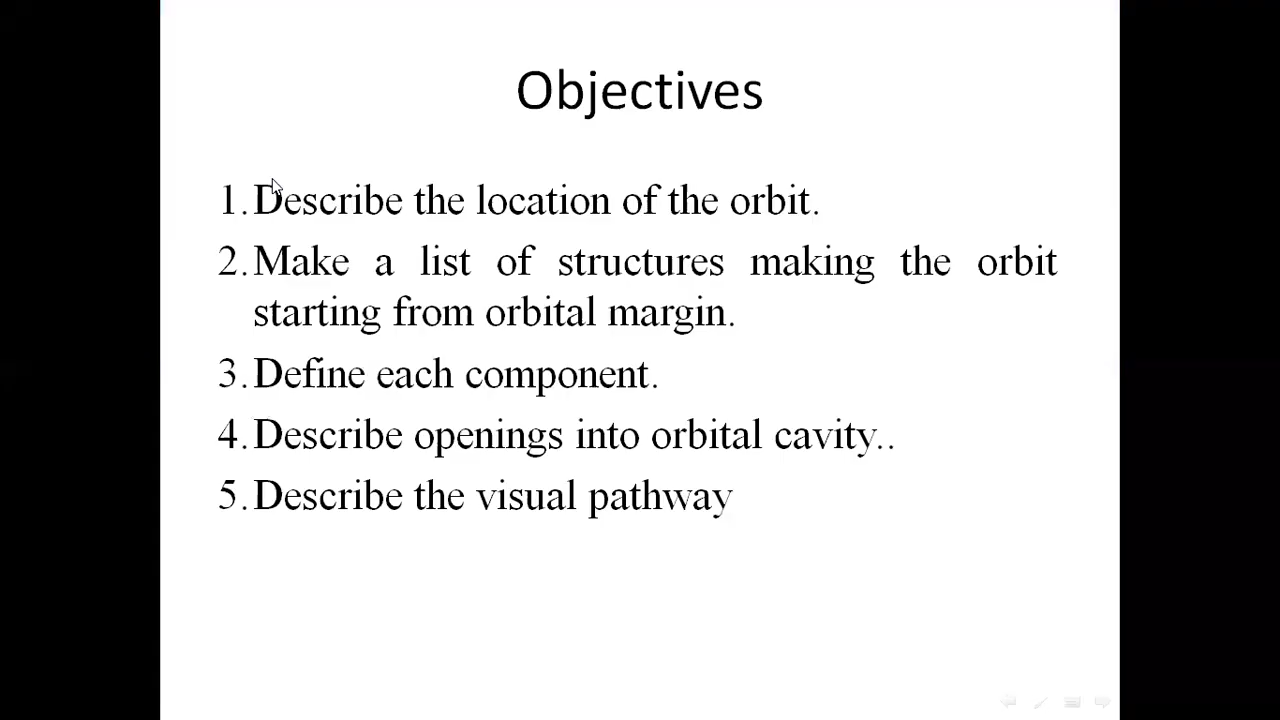 Objectives
1. Describe the location of the orbit.
2. Make a list of structures making the orbit
starting from orbital margin.
3. Define each component.
4. Describe openings into orbital cavity..
5. Describe the visual pathway